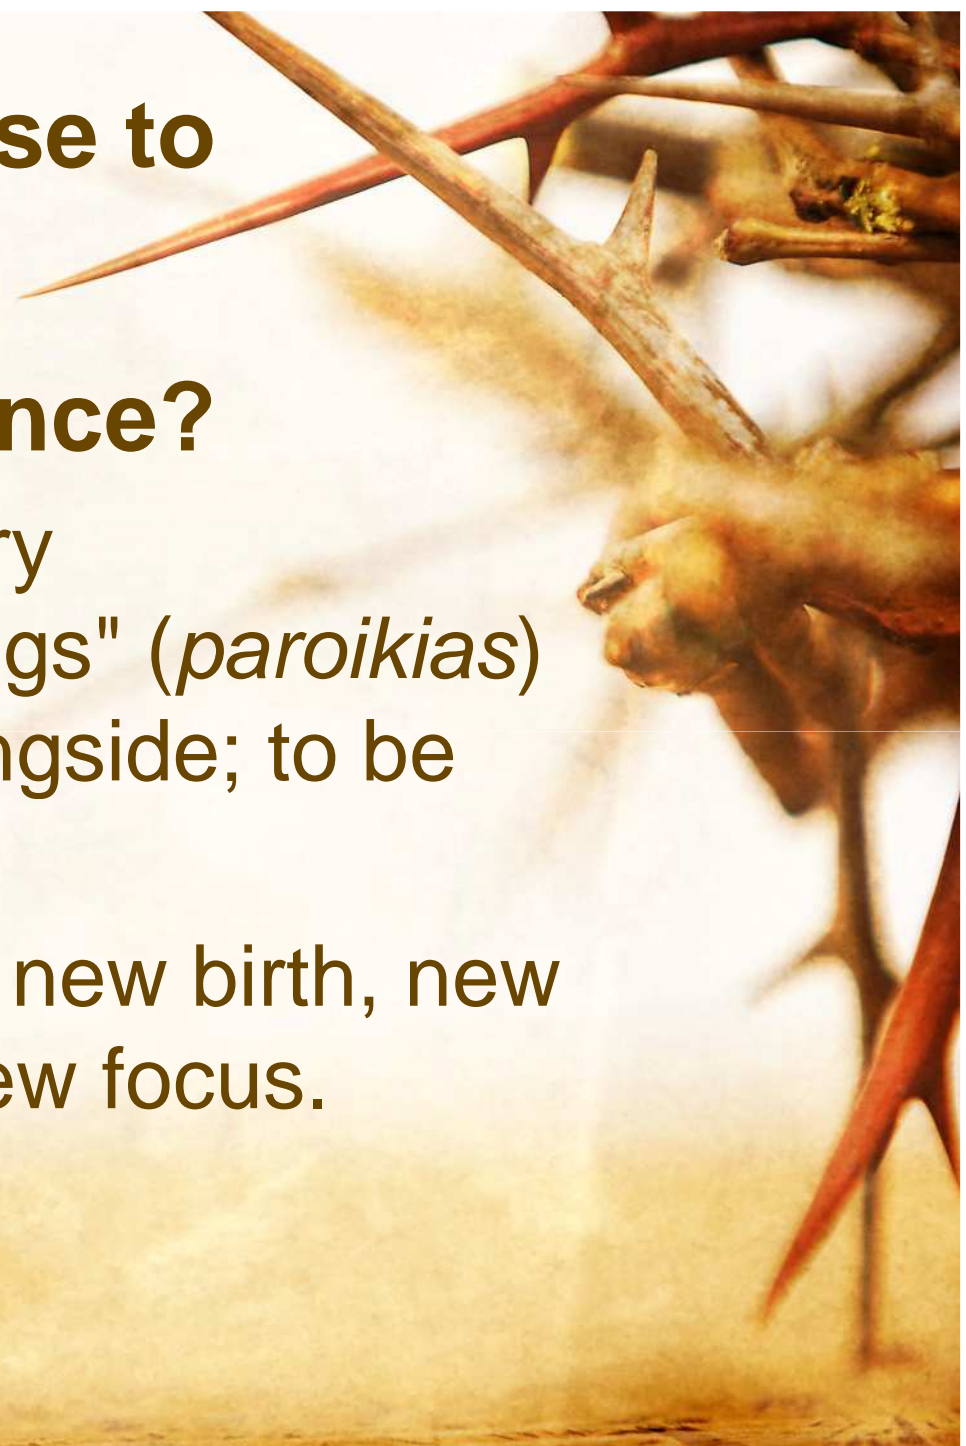 se to
nce?
ry
gs" (paroikias)
ngside; to be
new birth, new
ew focus.